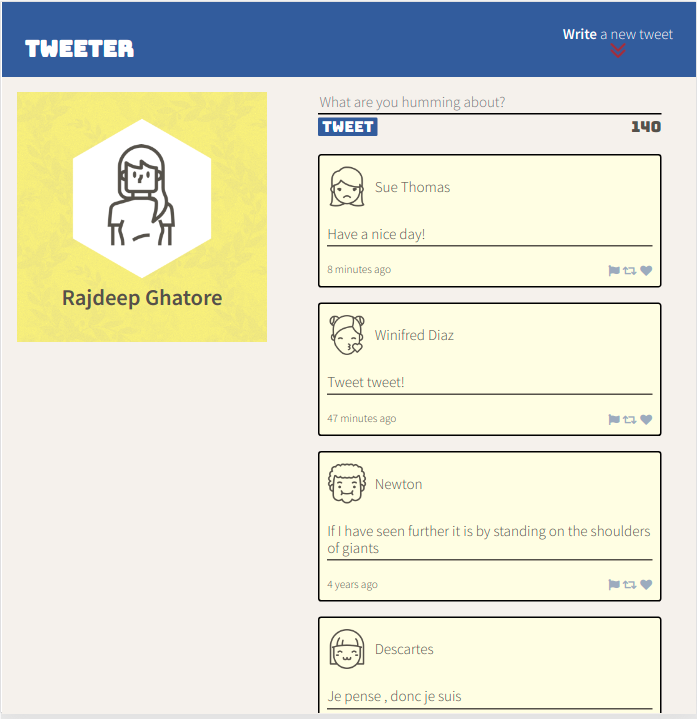 TWEETER
Write a new tweet
Rajdeep Ghatore
What are you humming about?
TWEET
140
Sue Thomas
Have a nice day!
8 minutes ago
Winifred Diaz
Tweet tweet!
47 minutes ago
Newton
If I have seen further it is by standing on the shoulders
of giants
4 years ago
Descartes
Je pense , donc je suis